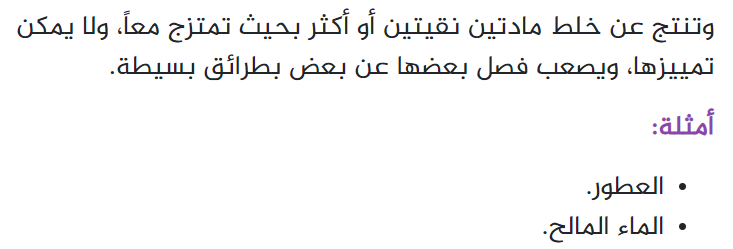 وتنتج عن خلط مادتين نقيتين أو أكثر بحيث تمتزج معاً، ولا يمكن
تمييزها، ويصعب فصل بعضها عن بعض بطرائق بسيطة.
أمثلة:
• العطور.
• الماء المالح.